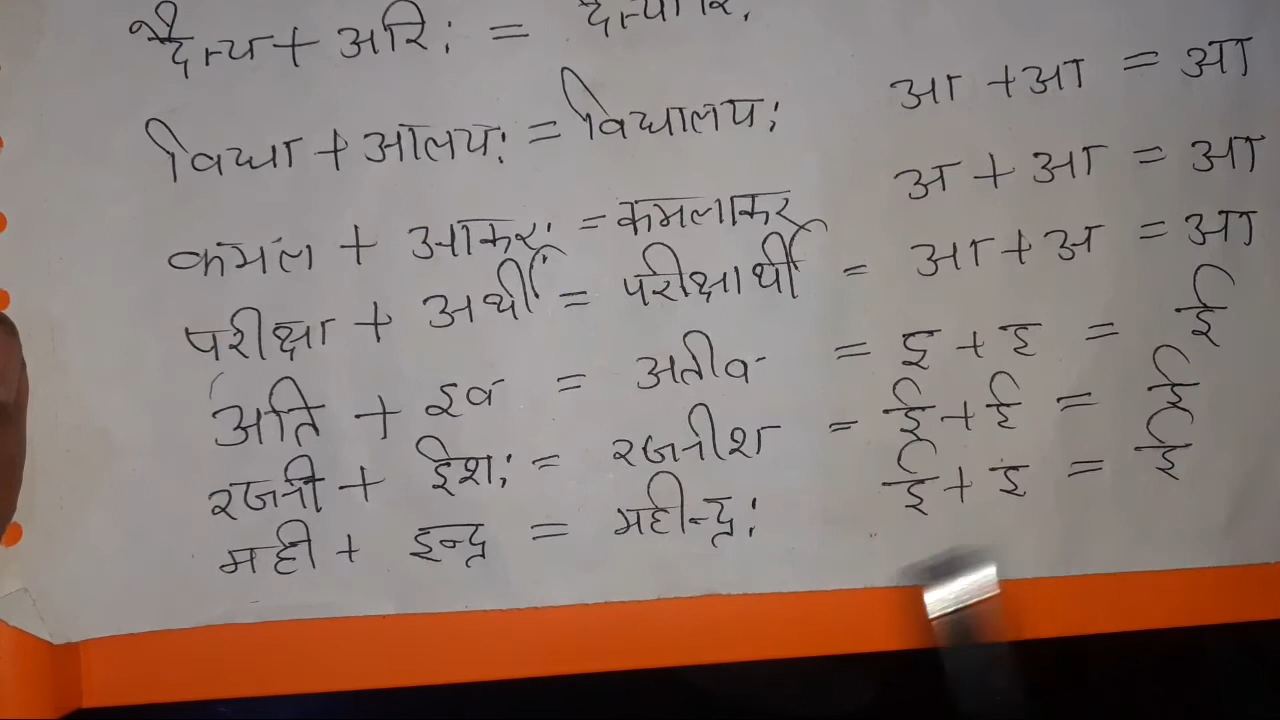 दैत्य + अरि: = दैत्यारि:
विद्या + आलय: = विद्यालय: आ + आ = आ
कमल + आकर: = कमलाकर अ + आ = आ
परीक्षा + अर्थी = परीक्षार्थी = आ + अ = आ
अति + इव = अतीव = इ + इ = ई
रजनी + ईश: = रजनीश = ई + ई = ई
मही + इन्द्र = महीन्द्र: ई + इ = ई